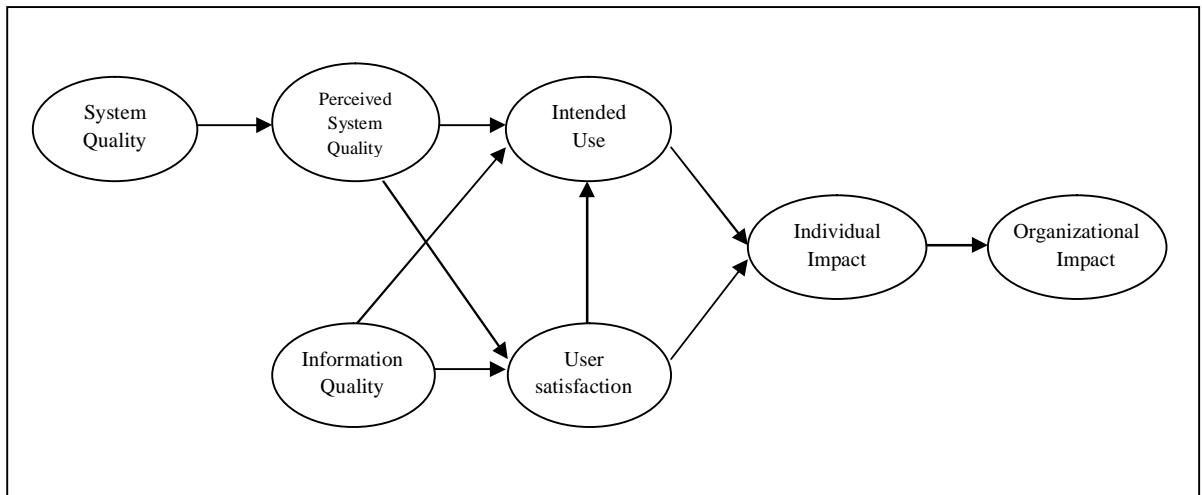 System
Quality
Perceived
System
Quality
Intended
Use
Individual
Impact
Organizational
Impact
Information
Quality
User
satisfaction